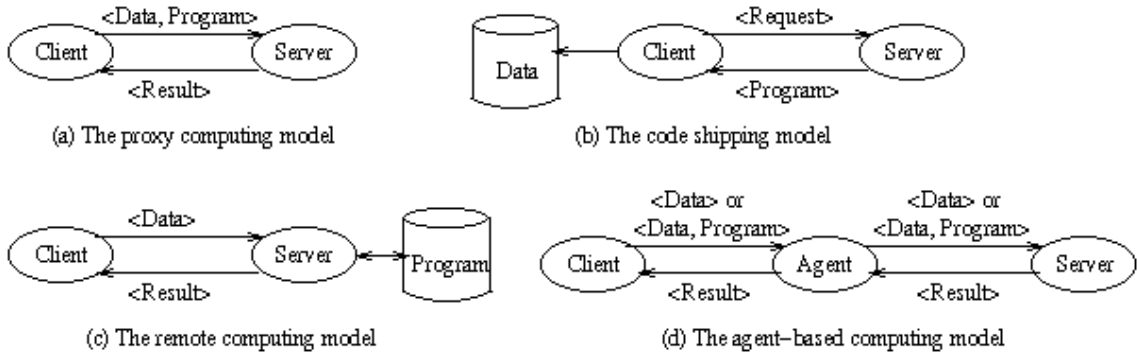 <Data, Program>
Client
Server
<Result>
(a) The proxy computing model
<Request>
Data
Client
Server
<Program>
(b) The code shipping model
<Data>
Client
Server
Program
<Result>
(c) The remote computing model
<Data> or
<Data, Program>
<Data> or
<Data, Program>
Client
Agent
Server
<Result>
<Result>
(d) The agent-based computing model